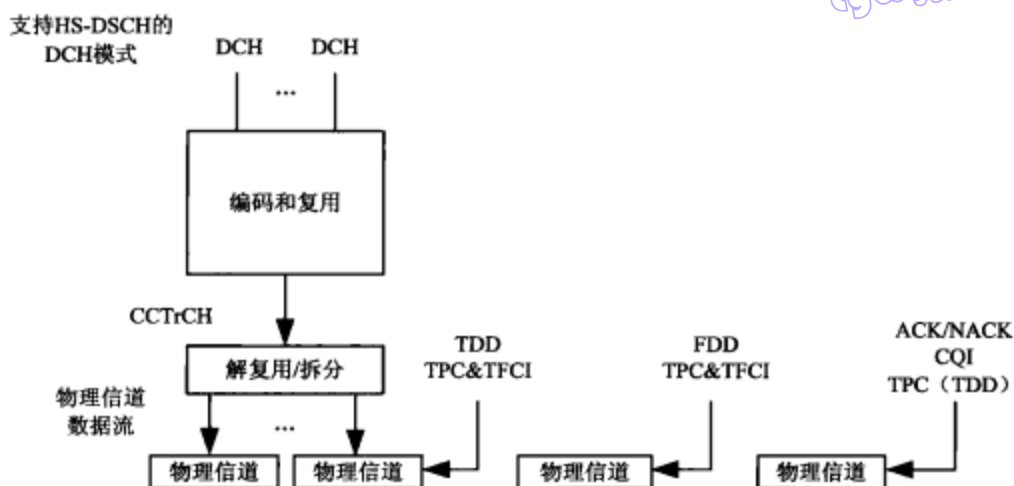 支持HS-DSCH的
DCH模式
DCH
DCH
...
编码和复用
CCTrCH
解复用/拆分
TDD
TPC&TFCI
FDD
TPC&TFCI
ACK/NACK
CQI
TPC（TDD）
物理信道
数据流
...
物理信道
物理信道
物理信道
物理信道